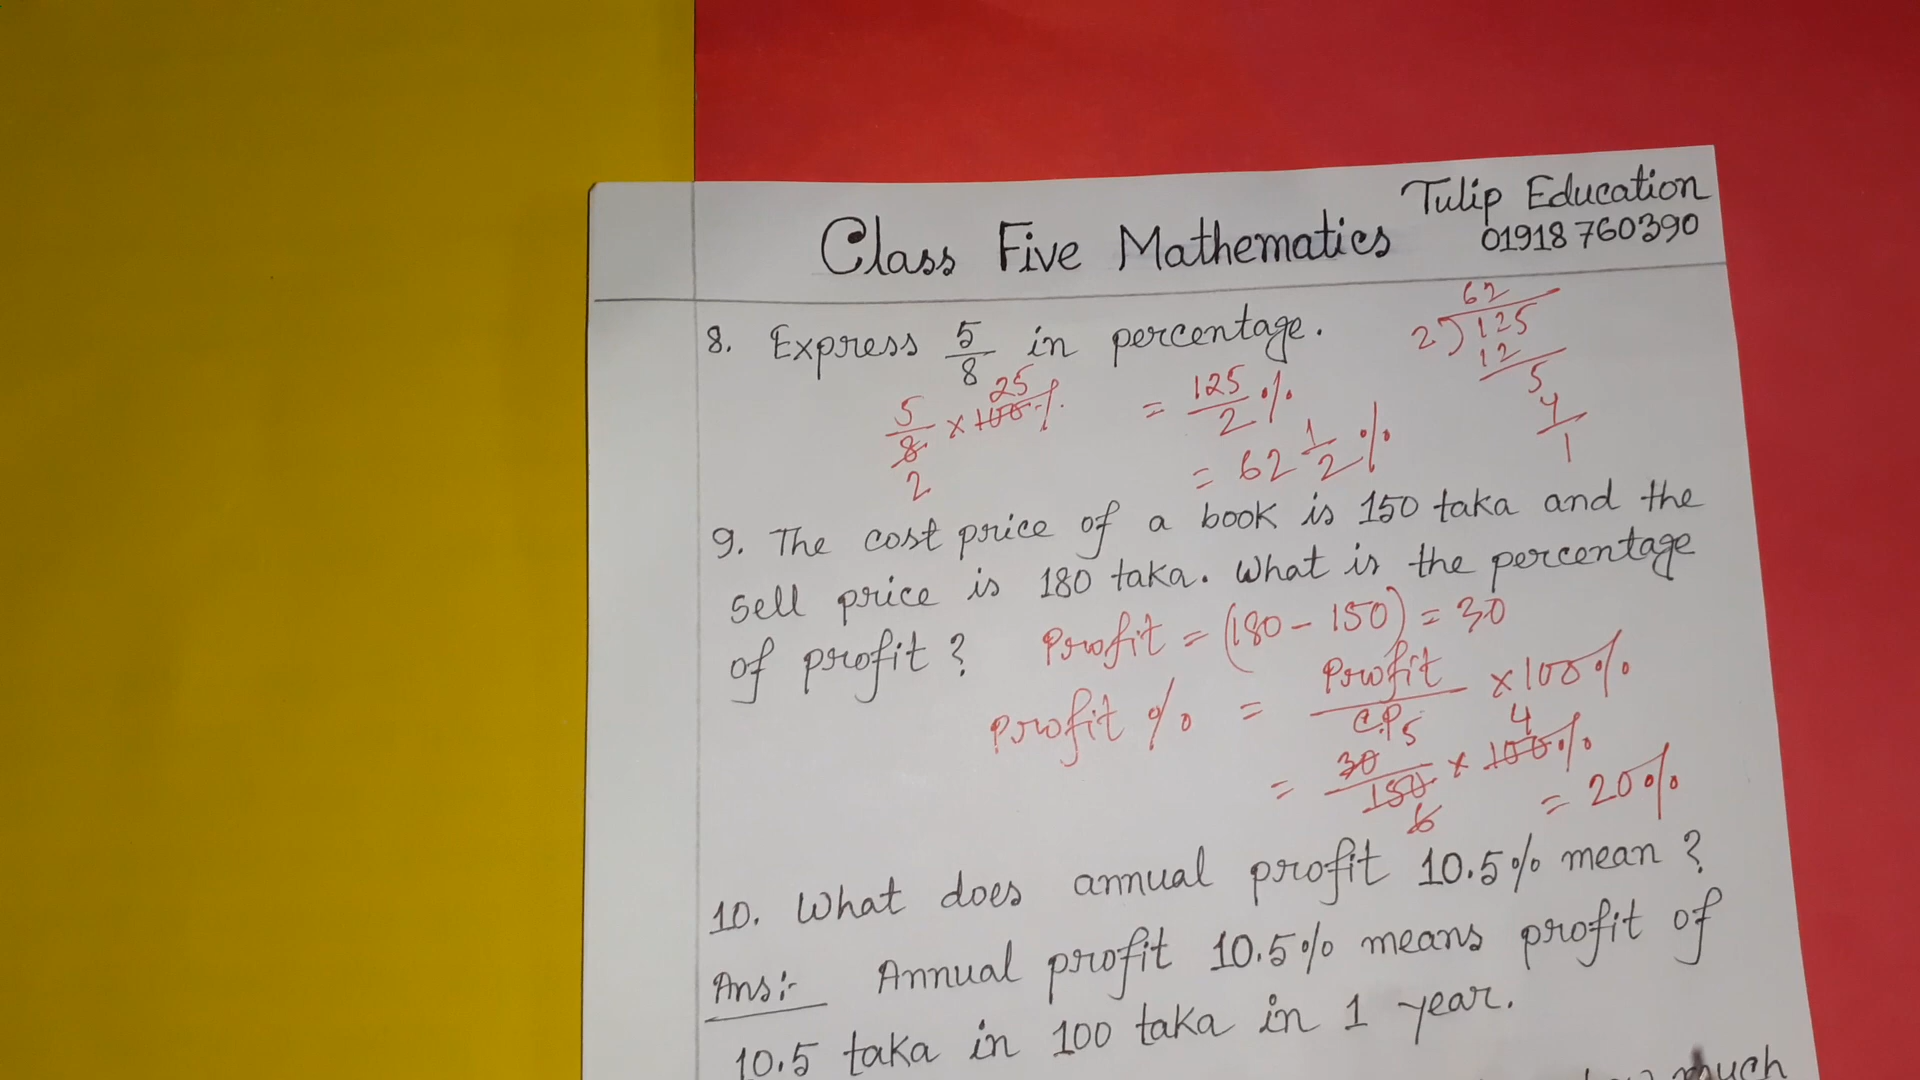 Tulip Education
Class Five Mathematics 01918760390
8. Express 5/8 in percentage.
5/8 × 100% 25 2
= 125/2 %
= 62 1/2 %
62
2)125
12
5
4
1
9. The cost price of a book is 150 taka and the
sell price is 180 taka. What is the percentage
of profit? Profit = (180 - 150) = 30
Profit % = Profit/C.P × 100%
= 30/150 × 100% 5 4 5
= 20%
10. What does annual profit 10.5% mean?
Ans:- Annual profit 10.5% means profit of
10.5 taka in 100 taka in 1 year.
much